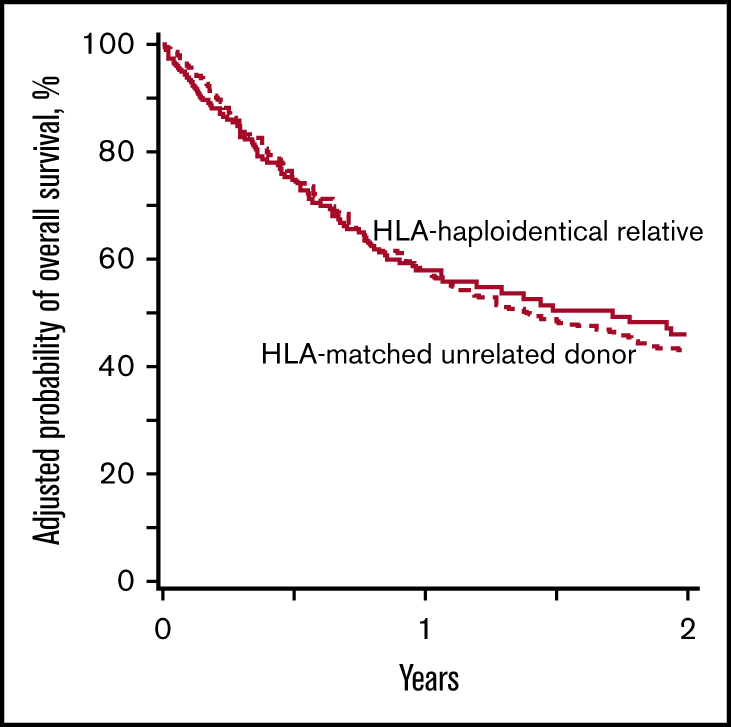 Adjusted probability of overall survival, %
100
80
60
40
20
0
HLA-haploidentical relative
HLA-matched unrelated donor
0 1 2
Years